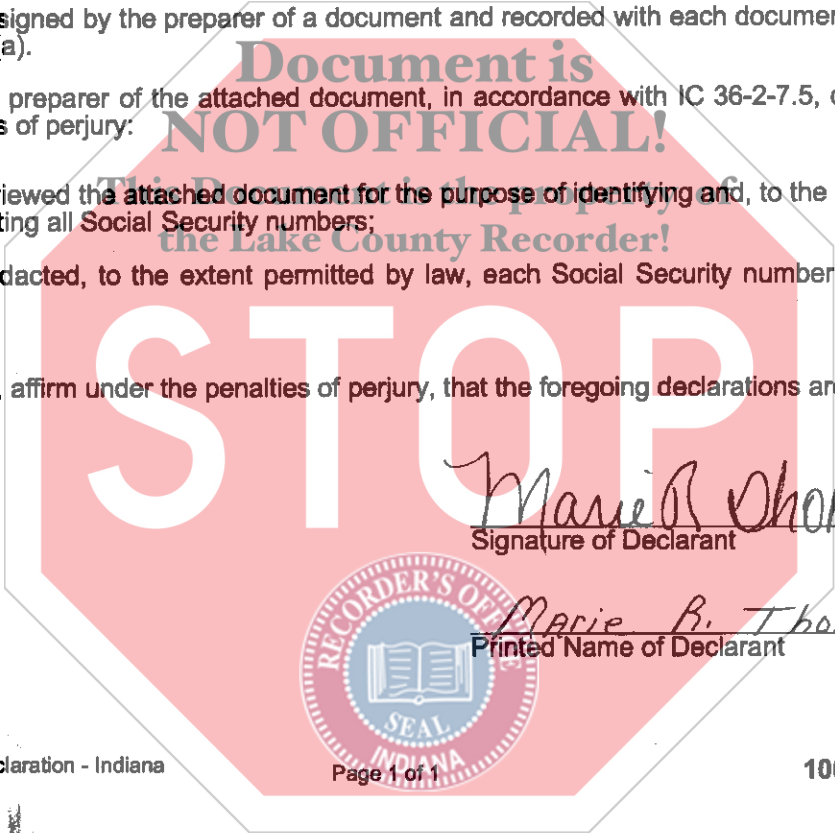 signed by the preparer of a document and recorded with each documen
a).
Document is
preparer of the attached document, in accordance with IC 36-2-7.5,
s of perjury:
NOT OFFICIAL!
iewed the attached document for the purpose of identifying and, to the
This Document is the property of
ting all Social Security numbers;
the Lake County Recorder!
dacted, to the extent permitted by law, each Social Security number
STOP
, affirm under the penalties of perjury, that the foregoing declarations are
Marie R Tho
Signature of Declarant
Marie R. Tho
Printed Name of Declarant
RECORDER'S OFFICE
SEAL
INDIANA
claration - Indiana
Page 1 of 1
10